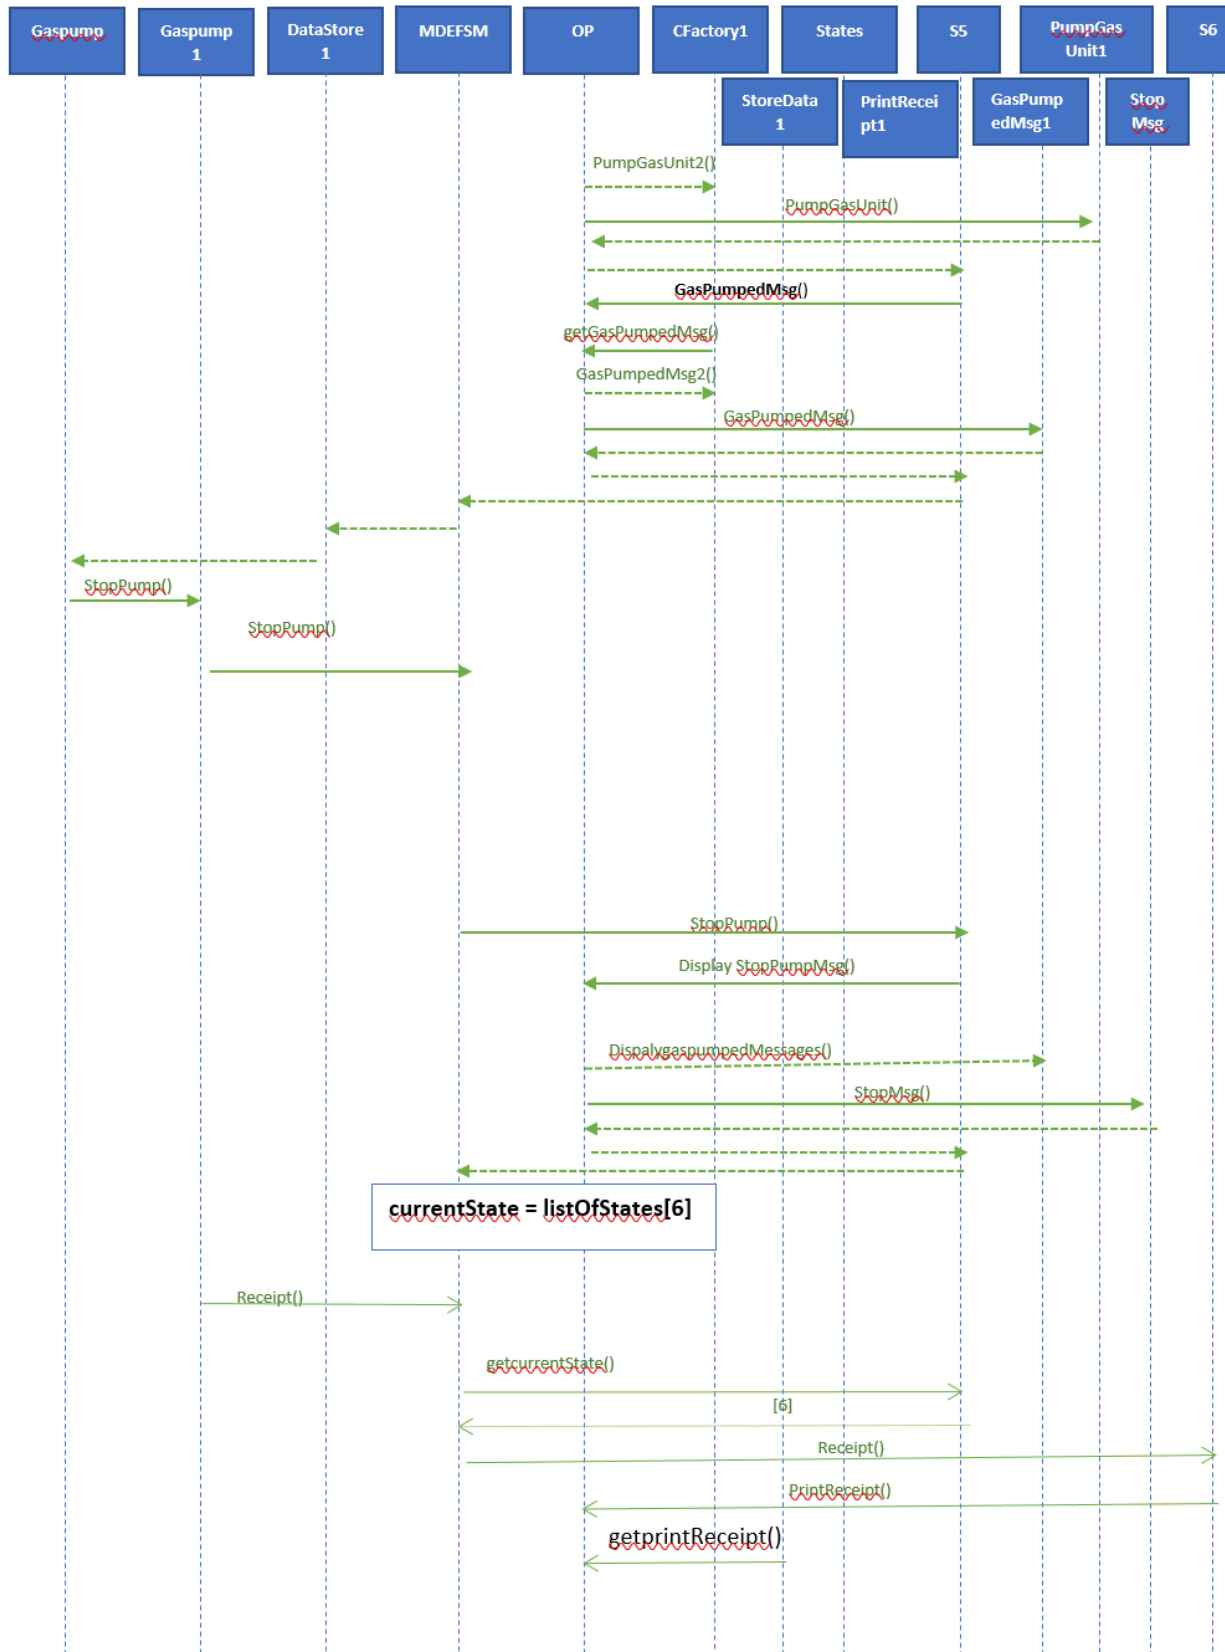 Gaspump
Gaspump
1
DataStore
1
MDEFSM
OP
CFactory1
States
S5
PumpGas
Unit1
S6
StoreData
1
PrintRecei
pt1
GasPump
edMsg1
Stop
Msg
PumpGasUnit2()
PumpGasUnit()
GasPumpedMsg()
getGasPumpedMsg()
GasPumpedMsg2()
GasPumpedMsg()
StopPump()
StopPump()
StopPump()
Display StopPumpMsg()
DispalygaspumpedMessages()
StopMsg()
currentState = listOfStates[6]
Receipt()
getcurrentState()
[6]
Receipt()
PrintReceipt()
getprintReceipt()